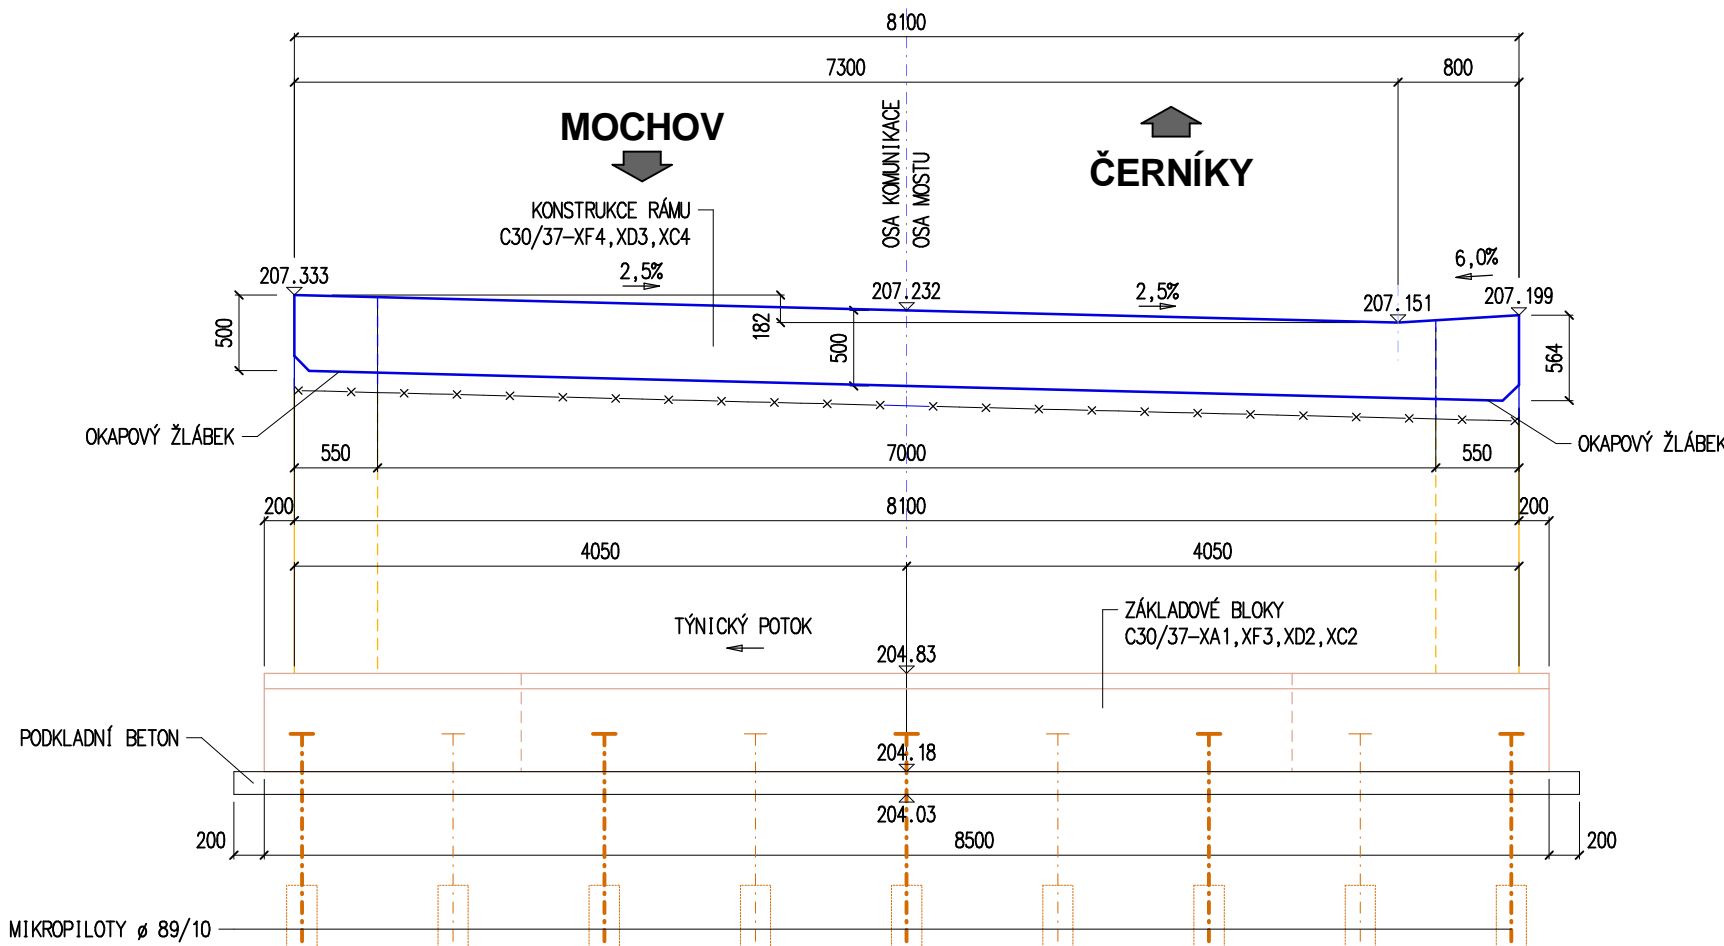 8100
7300
800
MOCHOV
OSA KOMUNIKACE
OSA MOSTU
ČERNÍKY
KONSTRUKCE RÁMU
C30/37-XF4,XD3,XC4
207.333
2,5%
207.232
2,5%
6,0%
207.151
207.199
500
182
500
564
OKAPOVÝ ŽLÁBEK
OKAPOVÝ ŽLÁBEK
550
7000
550
200
8100
200
4050
4050
TÝNICKÝ POTOK
ZÁKLADOVÉ BLOKY
C30/37-XA1,XF3,XD2,XC2
204.83
PODKLADNÍ BETON
204.18
204.03
200
8500
200
MIKROPILOTY ø 89/10